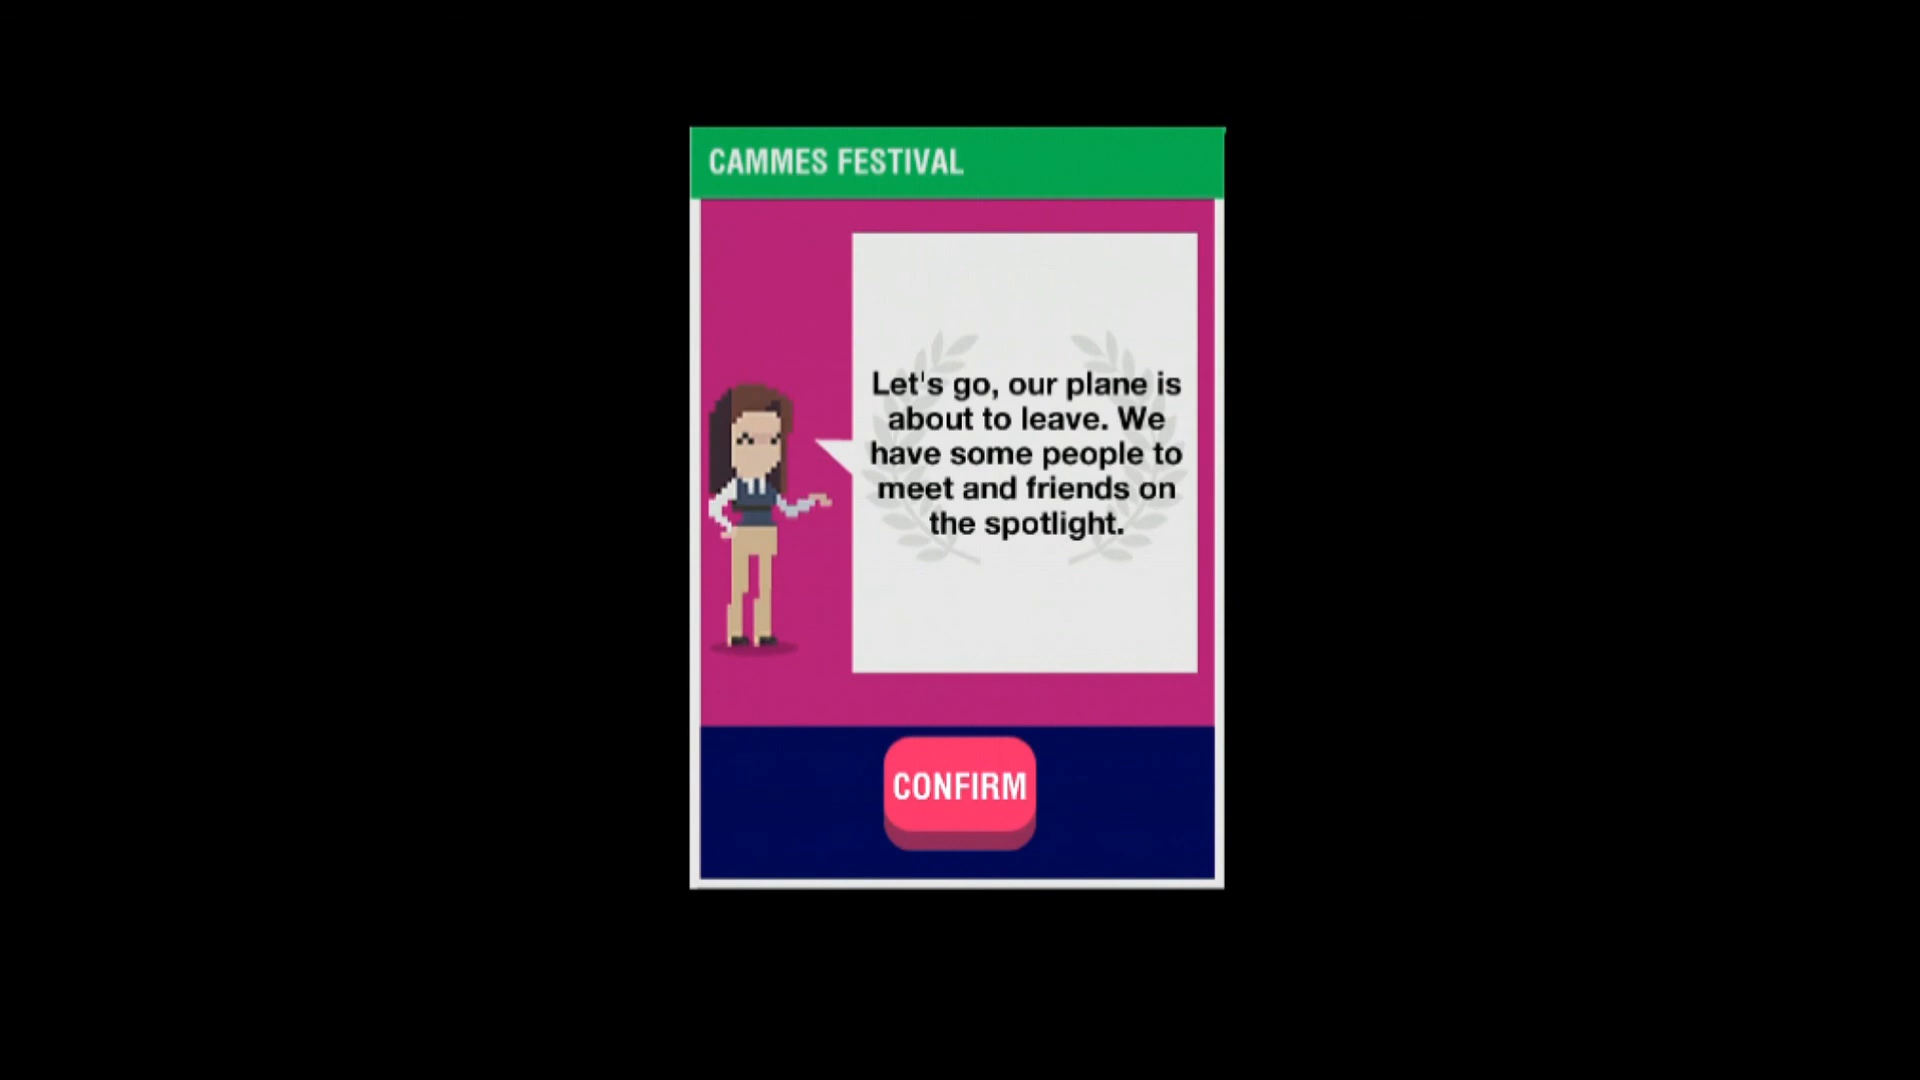 CAMMES FESTIVAL
Let's go, our plane is
about to leave. We
have some people to
meet and friends on
the spotlight.
CONFIRM